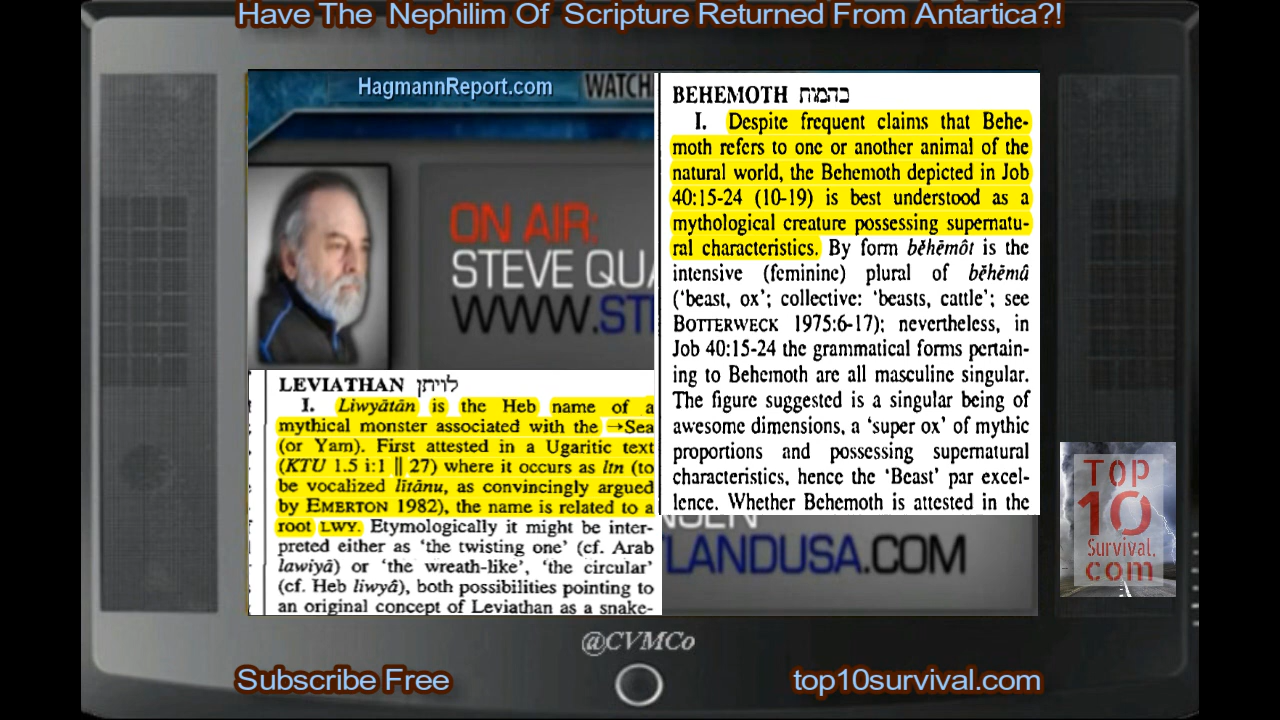 Have The Nephilim Of Scripture Returned From Antartica?!
HagmannReport.com
WATCH
ON AIR:
STEVE QUA
WWW.ST
LEVIATHAN לויתן
I. Liwyātān is the Heb name of a
mythical monster associated with the →Sea
(or Yam). First attested in a Ugaritic text
(KTU 1.5 i:1 || 27) where it occurs as ltn (to
be vocalized lītānu, as convincingly argued
by EMERTON 1982), the name is related to a
root LWY. Etymologically it might be inter-
preted either as ‘the twisting one’ (cf. Arab
lawiyā) or ‘the wreath-like’, ‘the circular’
(cf. Heb liwyâ), both possibilities pointing to
an original concept of Leviathan as a snake-
BEHEMOTH בהמות
I. Despite frequent claims that Behe-
moth refers to one or another animal of the
natural world, the Behemoth depicted in Job
40:15-24 (10-19) is best understood as a
mythological creature possessing supernatu-
ral characteristics. By form bĕhēmôt is the
intensive (feminine) plural of bĕhēmâ
(‘beast, ox’; collective: ‘beasts, cattle’; see
BOTTERWECK 1975:6-17); nevertheless, in
Job 40:15-24 the grammatical forms pertain-
ing to Behemoth are all masculine singular.
The figure suggested is a singular being of
awesome dimensions, a ‘super ox’ of mythic
proportions and possessing supernatural
characteristics, hence the ‘Beast’ par excel-
lence. Whether Behemoth is attested in the
LANDUSA.COM
TOP
10
Survival.
com
@CVMCo
Subscribe Free
top10survival.com